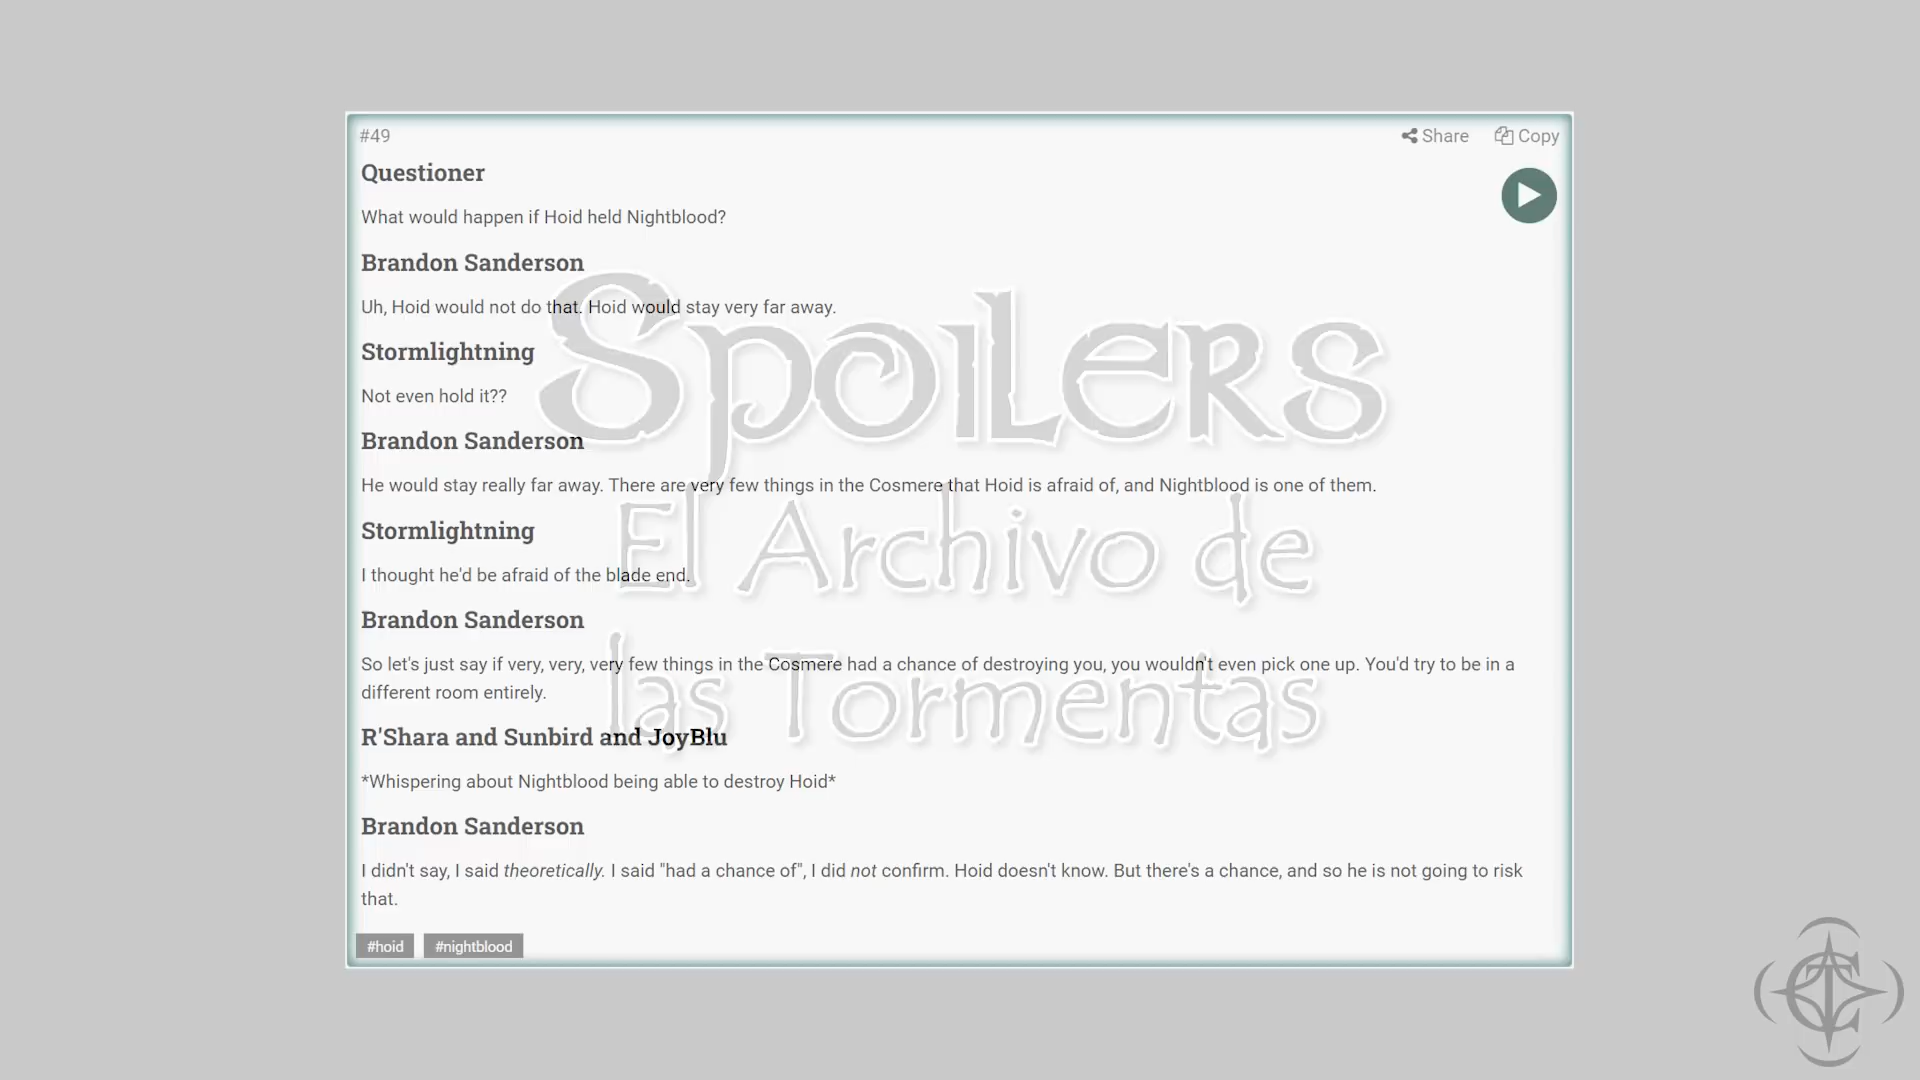 #49
Share
Copy
Questioner
What would happen if Hoid held Nightblood?
Brandon Sanderson
Uh, Hoid would not do that. Hoid would stay very far away.
Stormlightning
Not even hold it??
Brandon Sanderson
He would stay really far away. There are very few things in the Cosmere that Hoid is afraid of, and Nightblood is one of them.
Stormlightning
I thought he'd be afraid of the blade end.
Brandon Sanderson
So let's just say if very, very, very few things in the Cosmere had a chance of destroying you, you wouldn't even pick one up. You'd try to be in a
different room entirely.
R'Shara and Sunbird and JoyBlu
*Whispering about Nightblood being able to destroy Hoid*
Brandon Sanderson
I didn't say, I said theoretically. I said "had a chance of", I did not confirm. Hoid doesn't know. But there's a chance, and so he is not going to risk
that.
#hoid
#nightblood
Spoilers
El Archivo de
las Tormentas